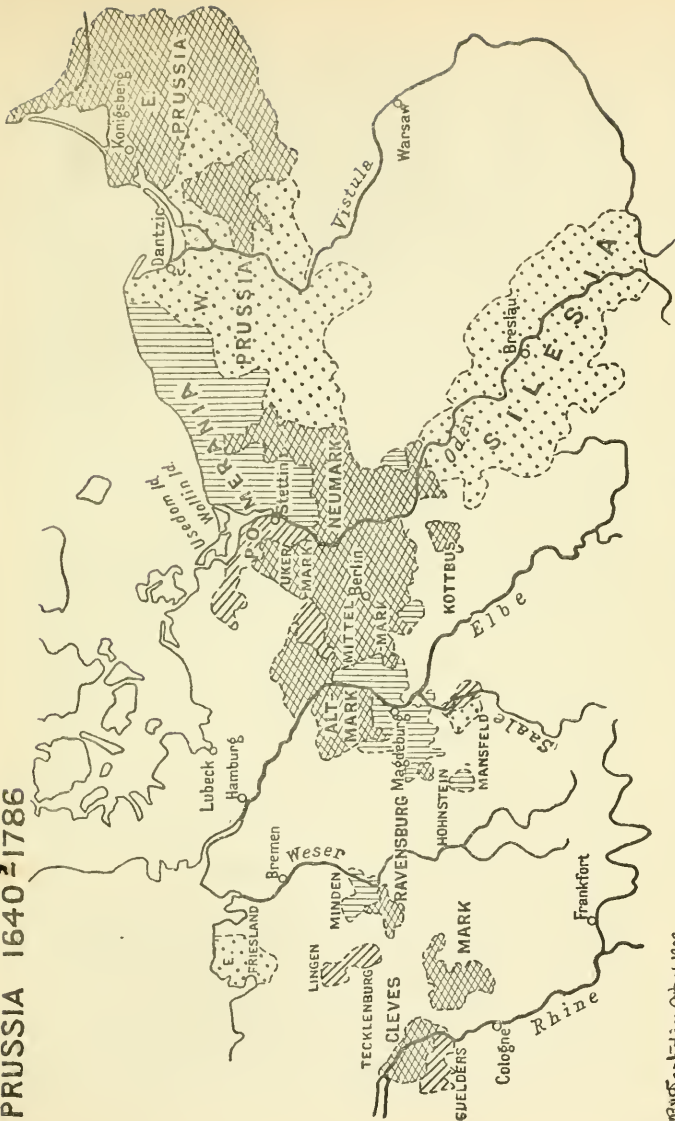 PRUSSIA 1640-1786
Konigsberg
E.
PRUSSIA
Dantzic
W.
PRUSSIA
Vistula
Warsaw
POMERANIA
Usedom Id.
Wollin Id.
Stettin
NEUMARK
UKER
MARK
MITTEL
MARK
Berlin
ALT-
MARK
Oden
Breslau
SILESIA
KOTTBUS
Elbe
Saale
Lubeck
Hamburg
Magdeburg
MANSFELD
HOHNSTEIN
Bremen
Weser
MINDEN
RAVENSBURG
E.
FRIESLAND
LINGEN
TECKLENBURG
CLEVES
MARK
GUELDERS
Cologne
Rhine
Frankfort